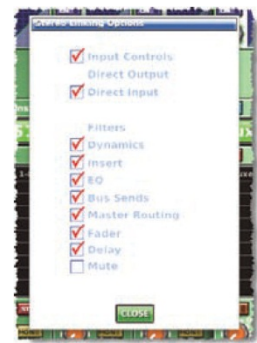 Stereo Linking Options
Input Controls
Direct Output
Direct Input
Filters
Dynamics
Insert
EQ
Bus Sends
Master Routing
Fader
Delay
Mute
CLOSE